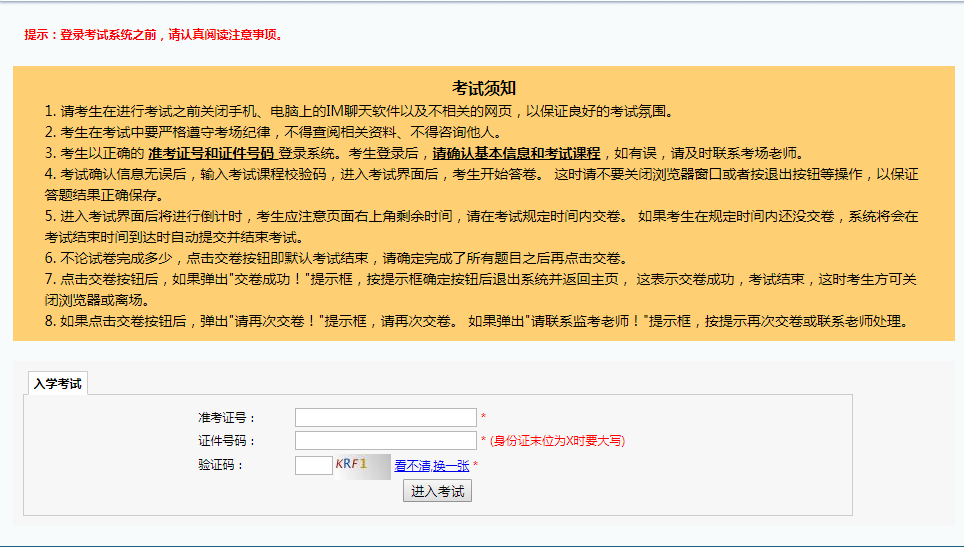 提示：登录考试系统之前，请认真阅读注意事项。
考试须知
1. 请考生在进行考试之前关闭手机、电脑上的IM聊天软件以及不相关的网页，以保证良好的考试氛围。
2. 考生在考试中要严格遵守考场纪律，不得查阅相关资料、不得咨询他人。
3. 考生以正确的 准考证号和证件号码 登录系统。考生登录后，请确认基本信息和考试课程，如有误，请及时联系考场老师。
4. 考试确认信息无误后，输入考试课程校验码，进入考试界面后，考生开始答卷。 这时请不要关闭浏览器窗口或者按退出按钮等操作，以保证
答题结果正确保存。
5. 进入考试界面后将进行倒计时，考生应注意页面右上角剩余时间，请在考试规定时间内交卷。 如果考生在规定时间内还没交卷，系统将会在
考试结束时间到达时自动提交并结束考试。
6. 不论试卷完成多少，点击交卷按钮即默认考试结束，请确定完成了所有题目之后再点击交卷。
7. 点击交卷按钮后，如果弹出"交卷成功！"提示框，按提示框确定按钮后退出系统并返回主页， 这表示交卷成功，考试结束，这时考生方可关
闭浏览器或离场。
8. 如果点击交卷按钮后，弹出"请再次交卷！"提示框，请再次交卷。 如果弹出"请联系监考老师！"提示框，按提示再次交卷或联系老师处理。
入学考试
准考证号： *
证件号码： * (身份证末位为X时要大写)
验证码： KRF1 看不清,换一张 *
进入考试